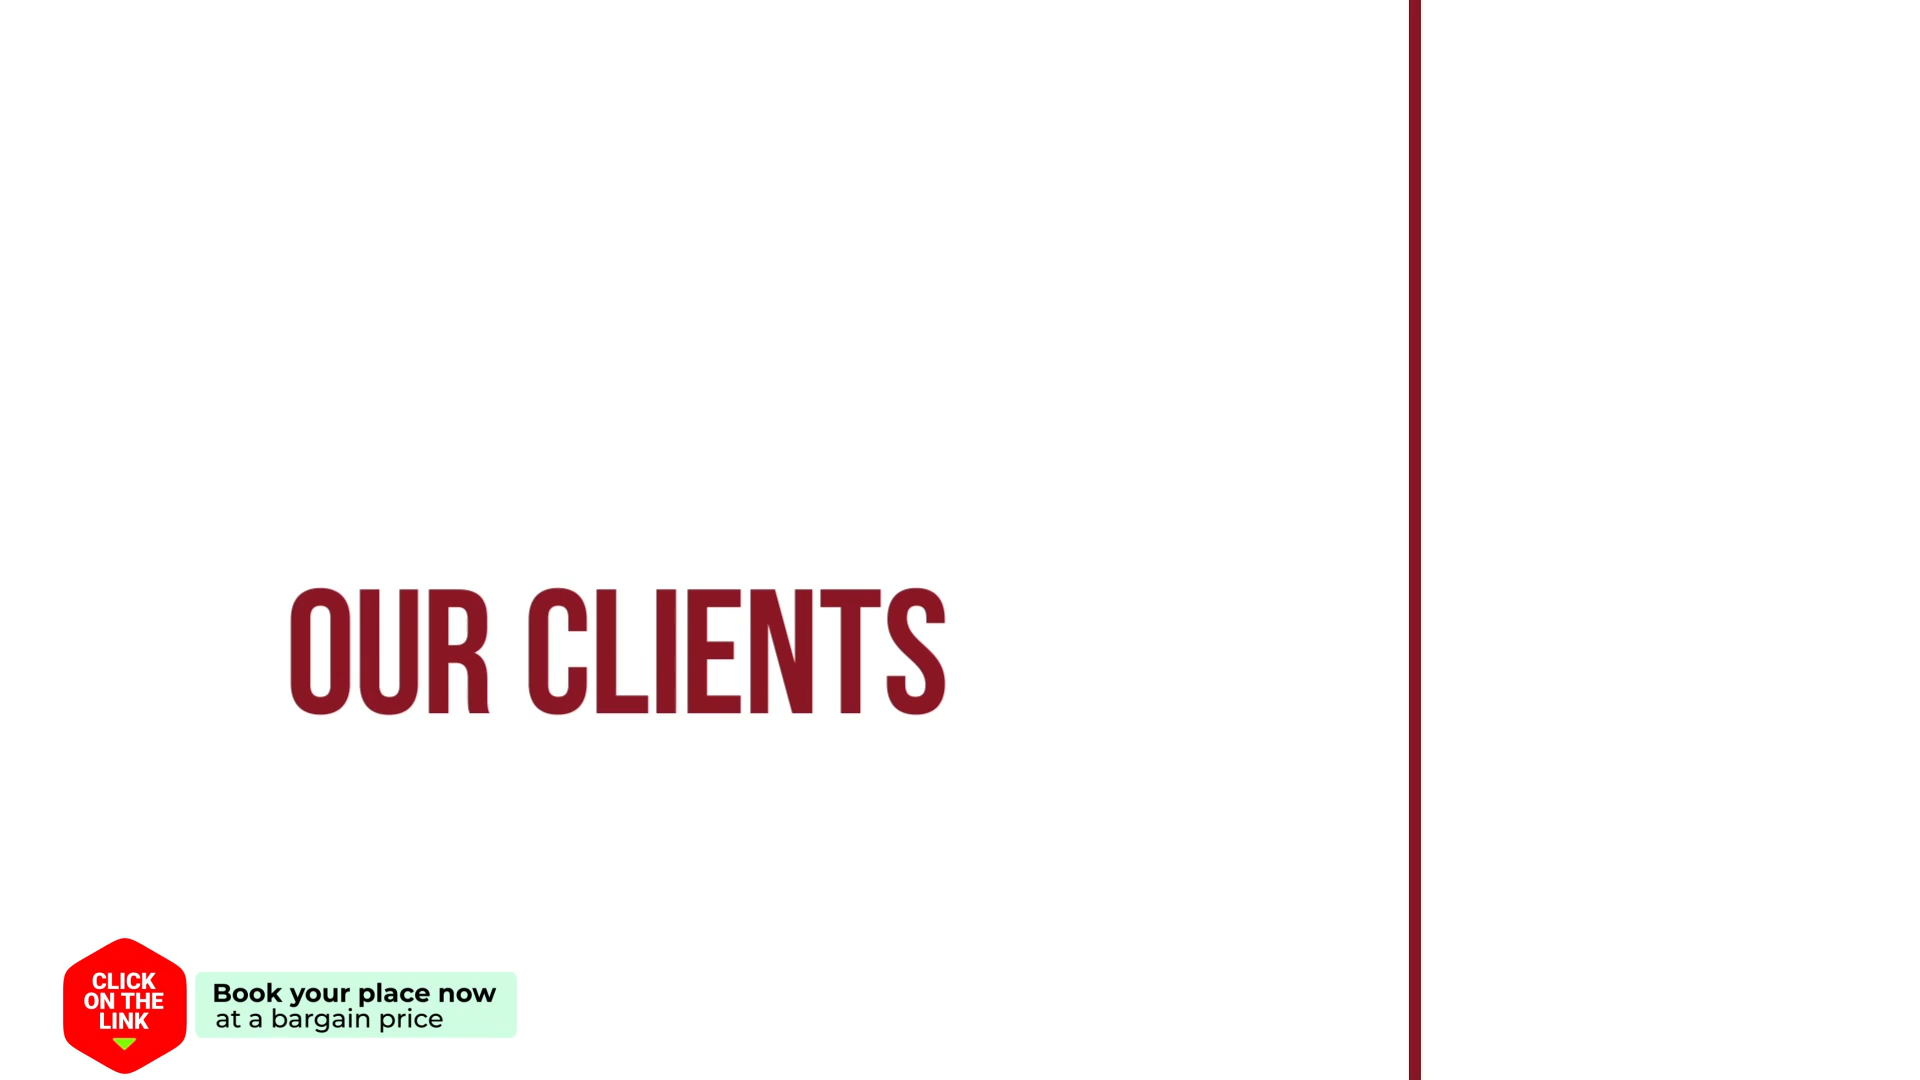 OUR CLIENTS
CLICK
ON THE
LINK
Book your place now
at a bargain price